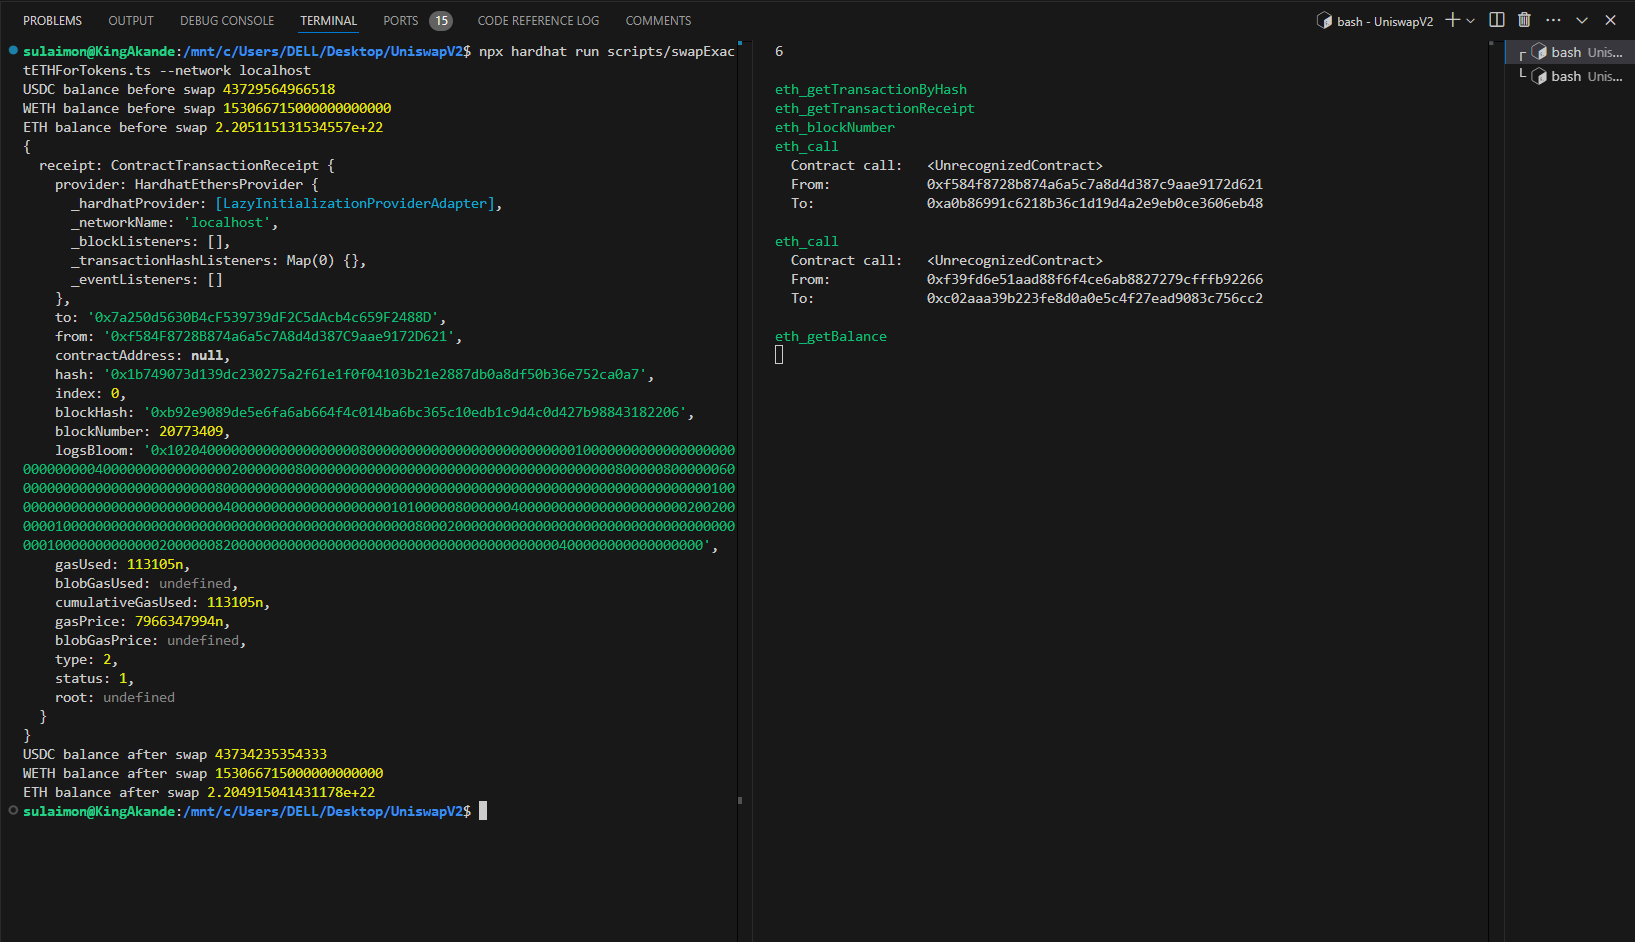 PROBLEMS OUTPUT DEBUG CONSOLE TERMINAL PORTS 15 CODE REFERENCE LOG COMMENTS bash - UniswapV2
sulaimon@KingAkande:/mnt/c/Users/DELL/Desktop/UniswapV2$ npx hardhat run scripts/swapExac
tETHForTokens.ts --network localhost
USDC balance before swap 43729564966518
WETH balance before swap 153066715000000000000
ETH balance before swap 2.205115131534557e+22
{
receipt: ContractTransactionReceipt {
provider: HardhatEthersProvider {
_hardhatProvider: [LazyInitializationProviderAdapter],
_networkName: 'localhost',
_blockListeners: [],
_transactionHashListeners: Map(0) {},
_eventListeners: []
},
to: '0x7a250d5630B4cF539739dF2C5dAcb4c659F2488D',
from: '0xf584F8728B874a6a5c7A8d4d387C9aae9172D621',
contractAddress: null,
hash: '0x1b749073d139dc230275a2f61e1f0f04103b21e2887db0a8df50b36e752ca0a7',
index: 0,
blockHash: '0xb92e9089de5e6fa6ab664f4c014ba6bc365c10edb1c9d4c0d427b98843182206',
blockNumber: 20773409,
logsBloom:
gasUsed: 113105n,
blobGasUsed: undefined,
cumulativeGasUsed: 113105n,
gasPrice: 7966347994n,
blobGasPrice: undefined,
type: 2,
status: 1,
root: undefined
}
}
USDC balance after swap 43734235354333
WETH balance after swap 153066715000000000000
ETH balance after swap 2.204915041431178e+22
sulaimon@KingAkande:/mnt/c/Users/DELL/Desktop/UniswapV2$
6
eth_getTransactionByHash
eth_getTransactionReceipt
eth_blockNumber
eth_call
Contract call: <UnrecognizedContract>
From: 0xf584f8728b874a6a5c7a8d4d387c9aae9172d621
To: 0xa0b86991c6218b36c1d19d4a2e9eb0ce3606eb48
eth_call
Contract call: <UnrecognizedContract>
From: 0xf39fd6e51aad88f6f4ce6ab8827279cfffb92266
To: 0xc02aaa39b223fe8d0a0e5c4f27ead9083c756cc2
eth_getBalance
bash Unis...
bash Unis...